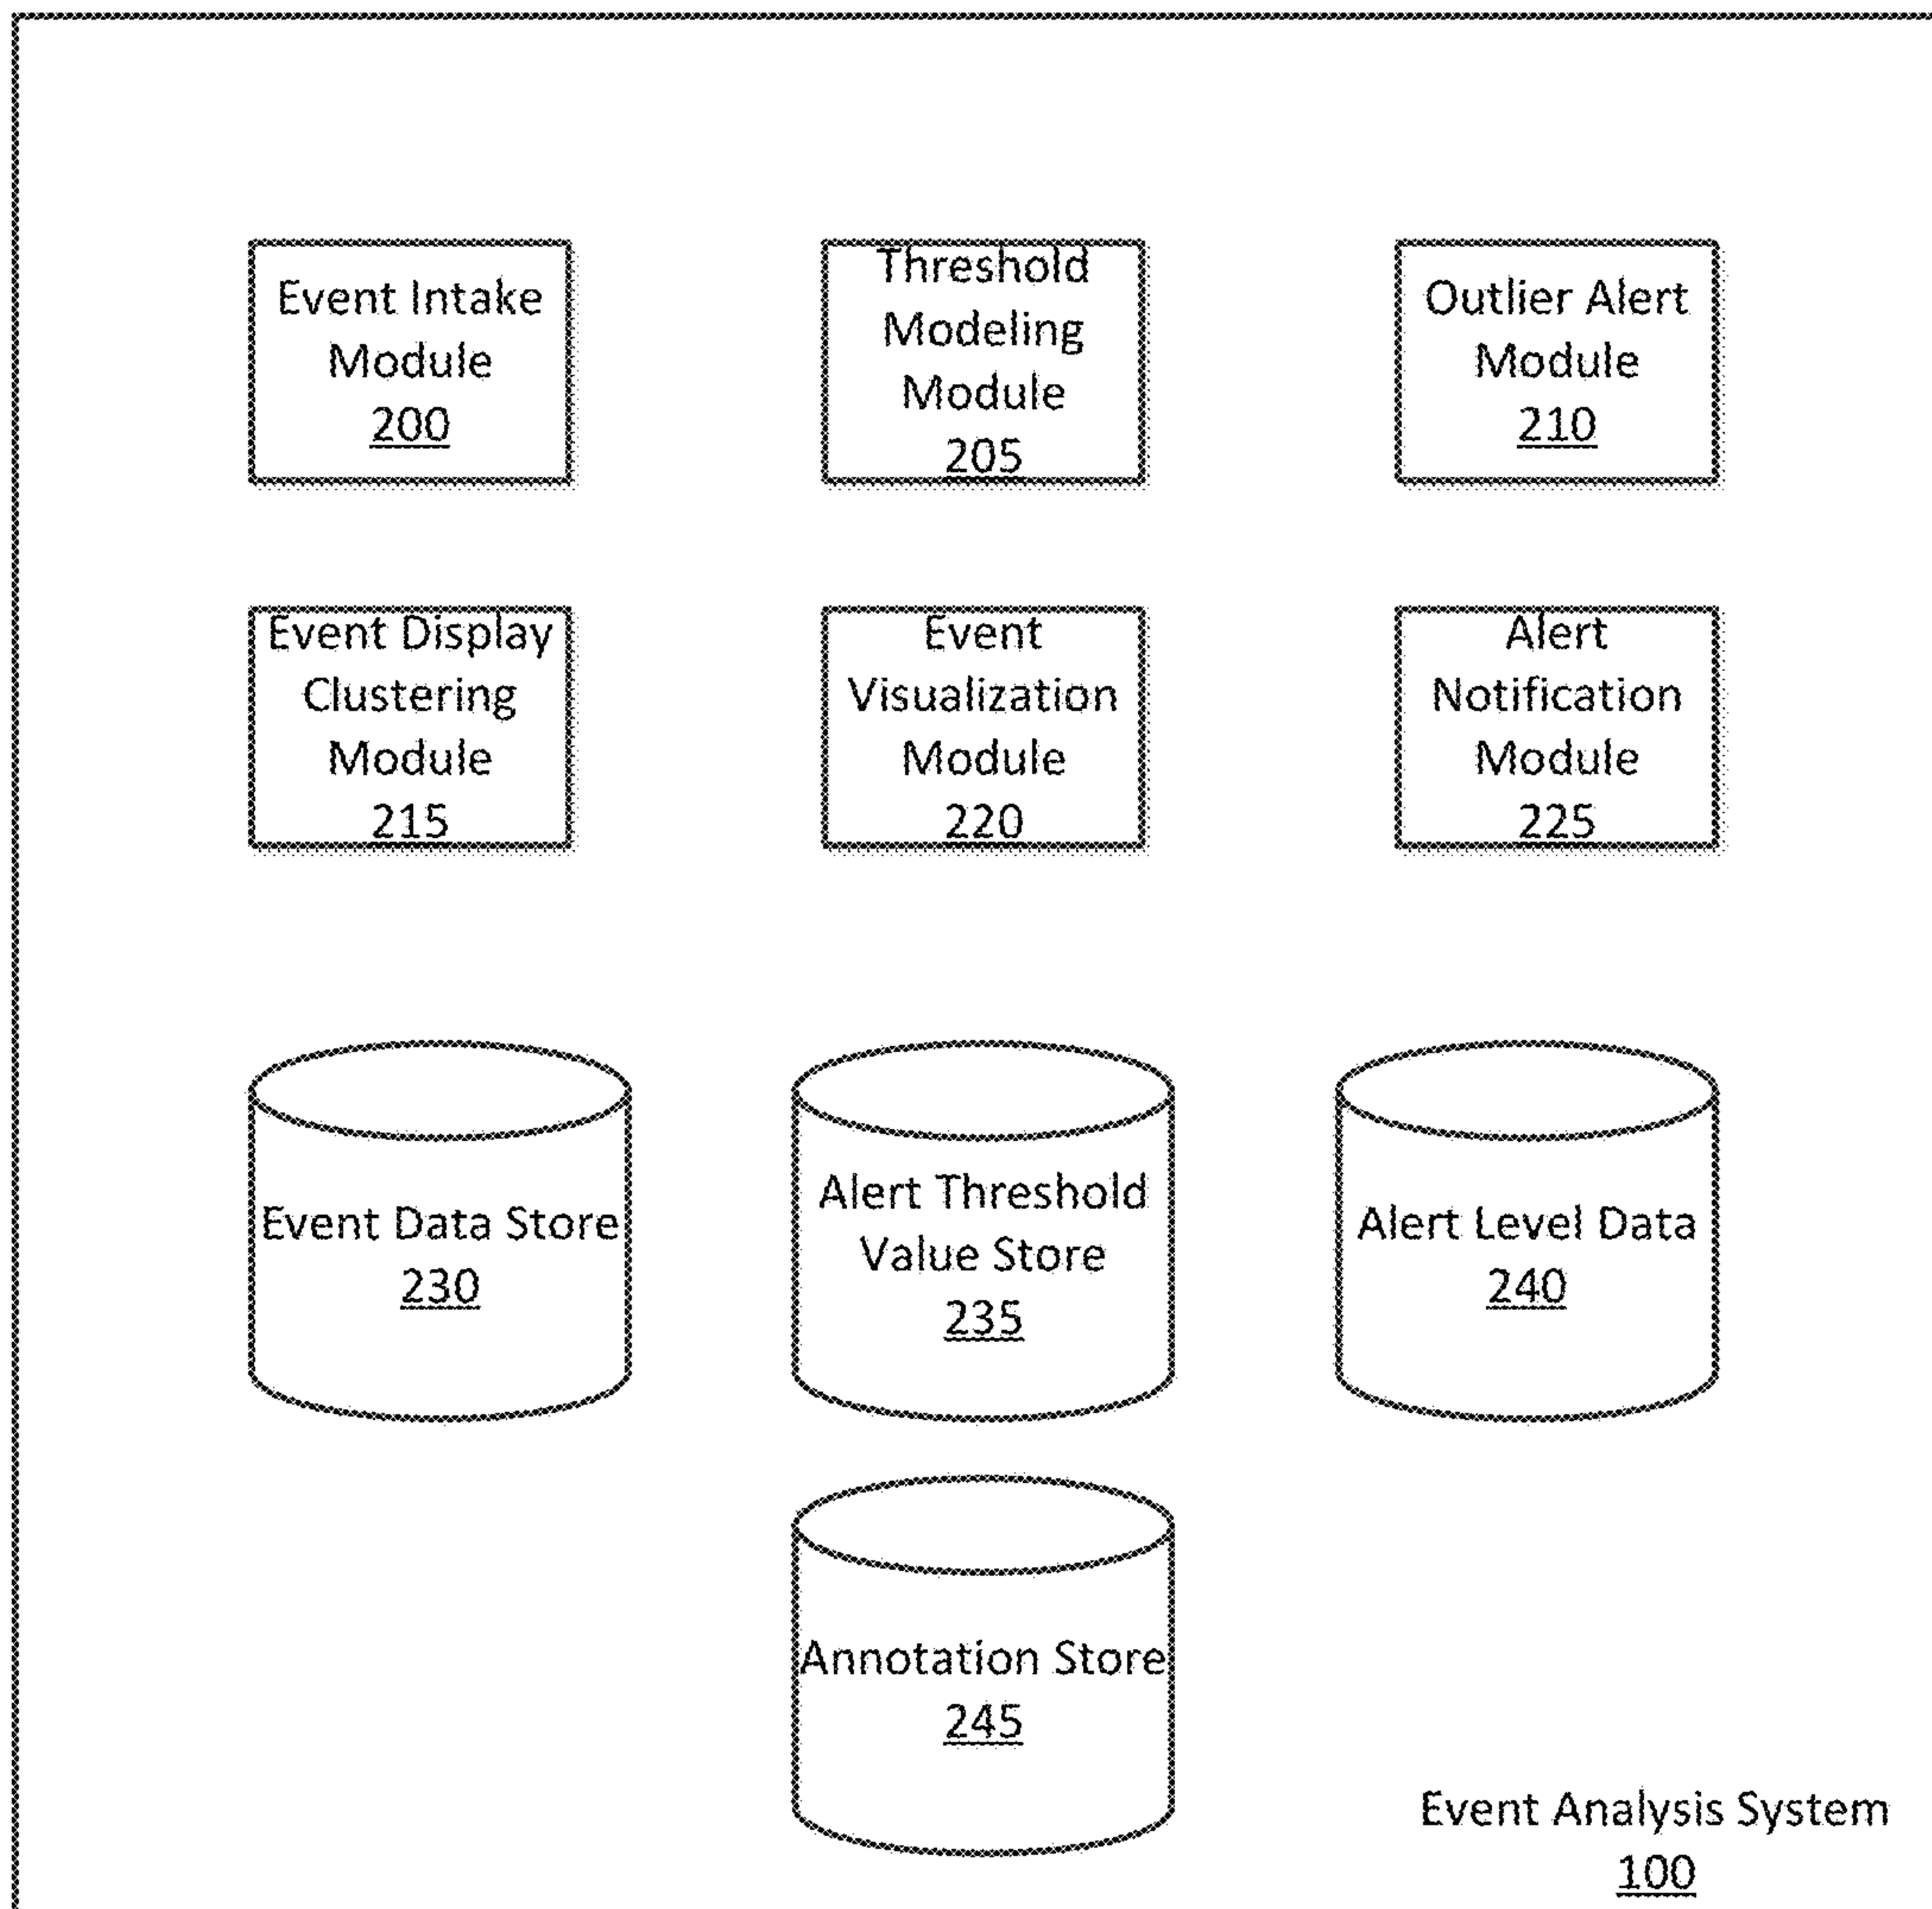 Event Intake
Module
200
Threshold
Modeling
Module
205
Outlier Alert
Module
210
Event Display
Clustering
Module
215
Event
Visualization
Module
220
Alert
Notification
Module
225
Event Data Store
230
Alert Threshold
Value Store
235
Alert Level Data
240
Annotation Store
245
Event Analysis System
100